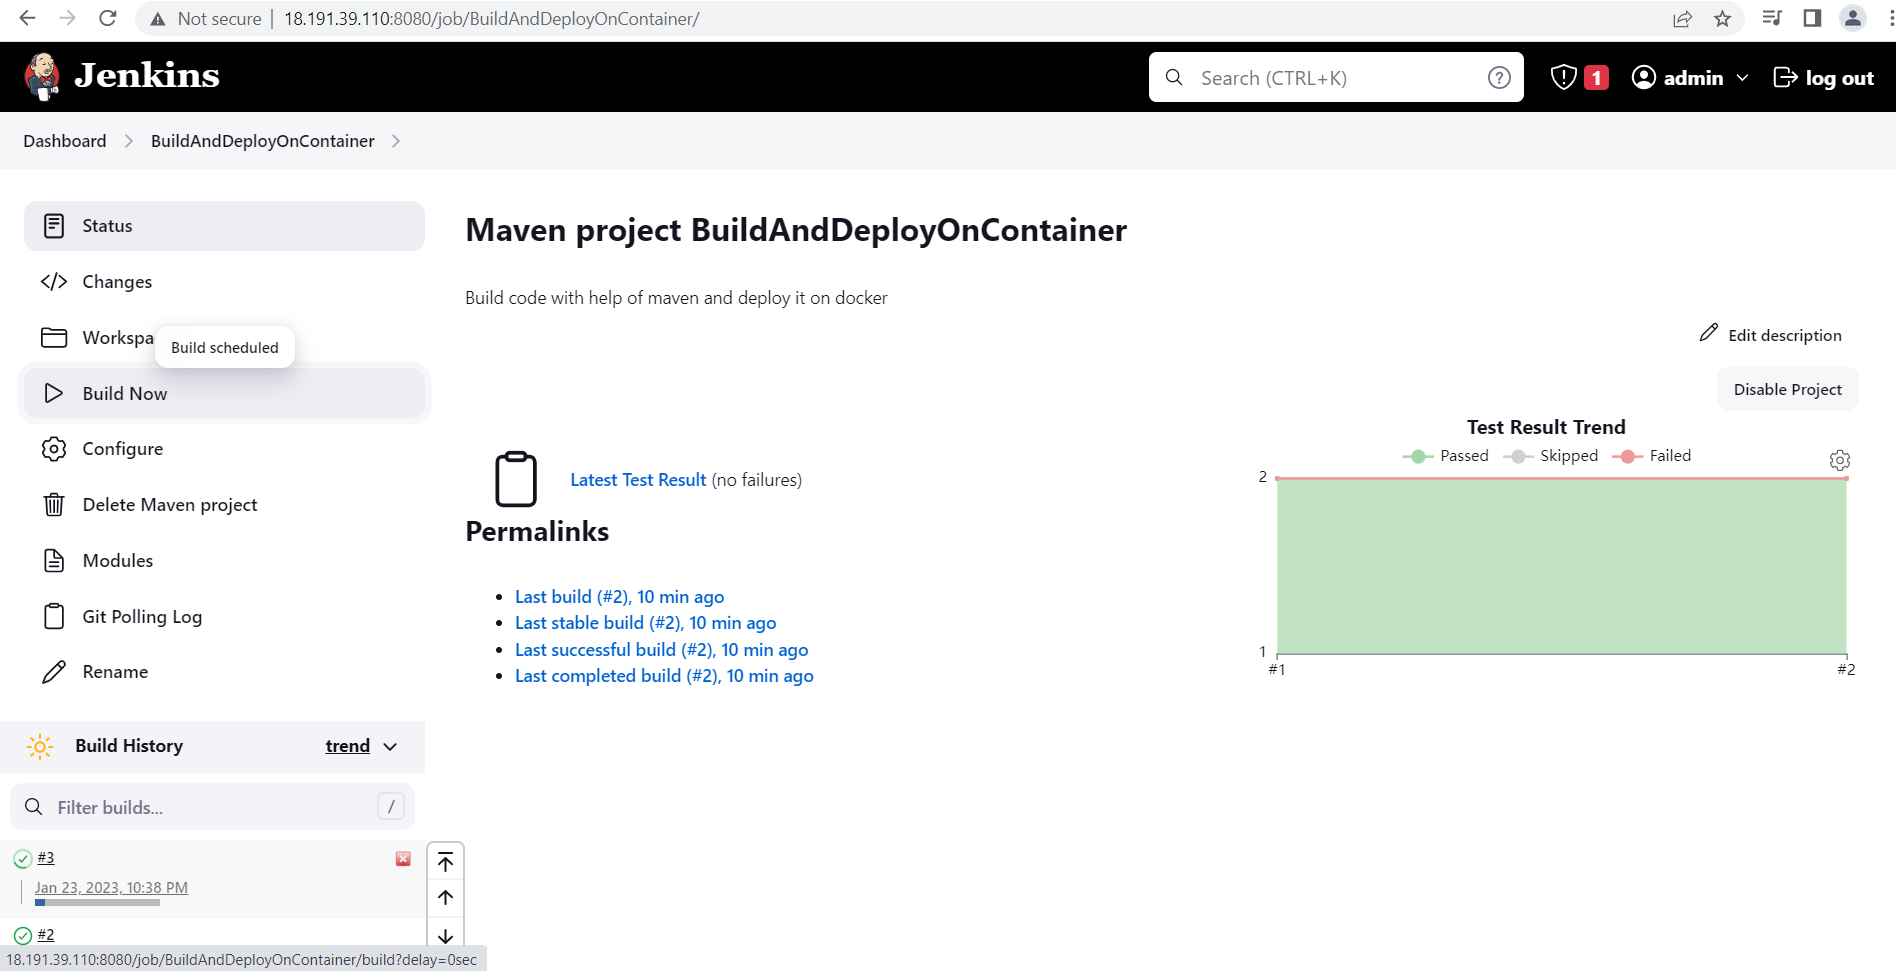 Not secure | 18.191.39.110:8080/job/BuildAndDeployOnContainer/
Jenkins
Search (CTRL+K)
?
1
admin
log out
Dashboard
BuildAndDeployOnContainer
Status
Changes
Workspa
Build scheduled
Build Now
Configure
Delete Maven project
Modules
Git Polling Log
Rename
Maven project BuildAndDeployOnContainer
Build code with help of maven and deploy it on docker
Edit description
Disable Project
Latest Test Result (no failures)
Permalinks
Last build (#2), 10 min ago
Last stable build (#2), 10 min ago
Last successful build (#2), 10 min ago
Last completed build (#2), 10 min ago
Test Result Trend
Passed Skipped Failed
2
1
#1 #2
Build History trend
Filter builds... /
#3
Jan 23, 2023, 10:38 PM
#2
18.191.39.110:8080/job/BuildAndDeployOnContainer/build?delay=0sec